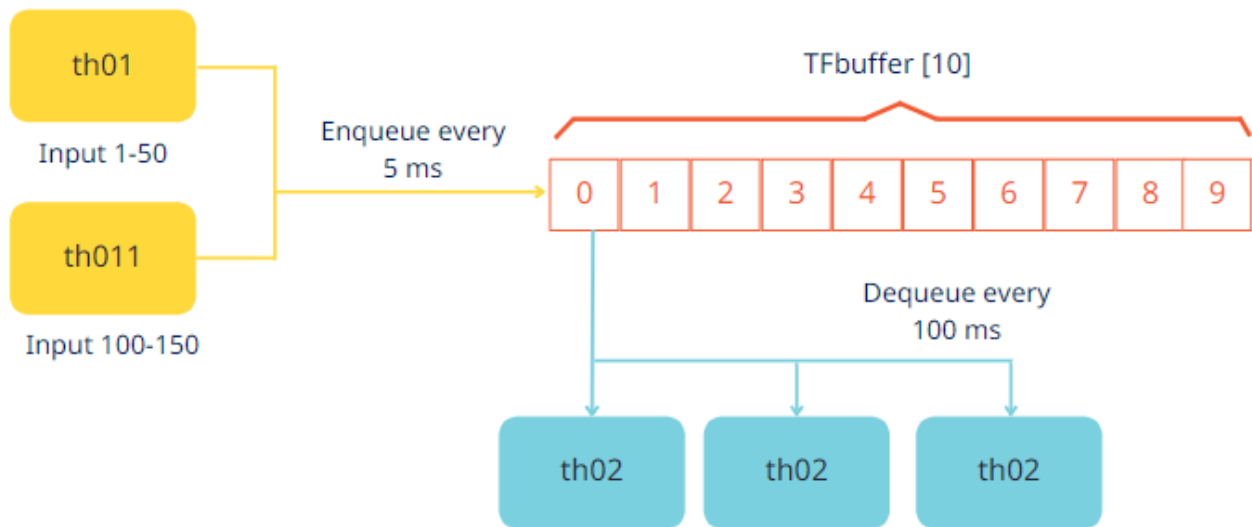 th01
Input 1-50
th011
Input 100-150
Enqueue every
5 ms
TFbuffer [10]
0 1 2 3 4 5 6 7 8 9
Dequeue every
100 ms
th02 th02 th02